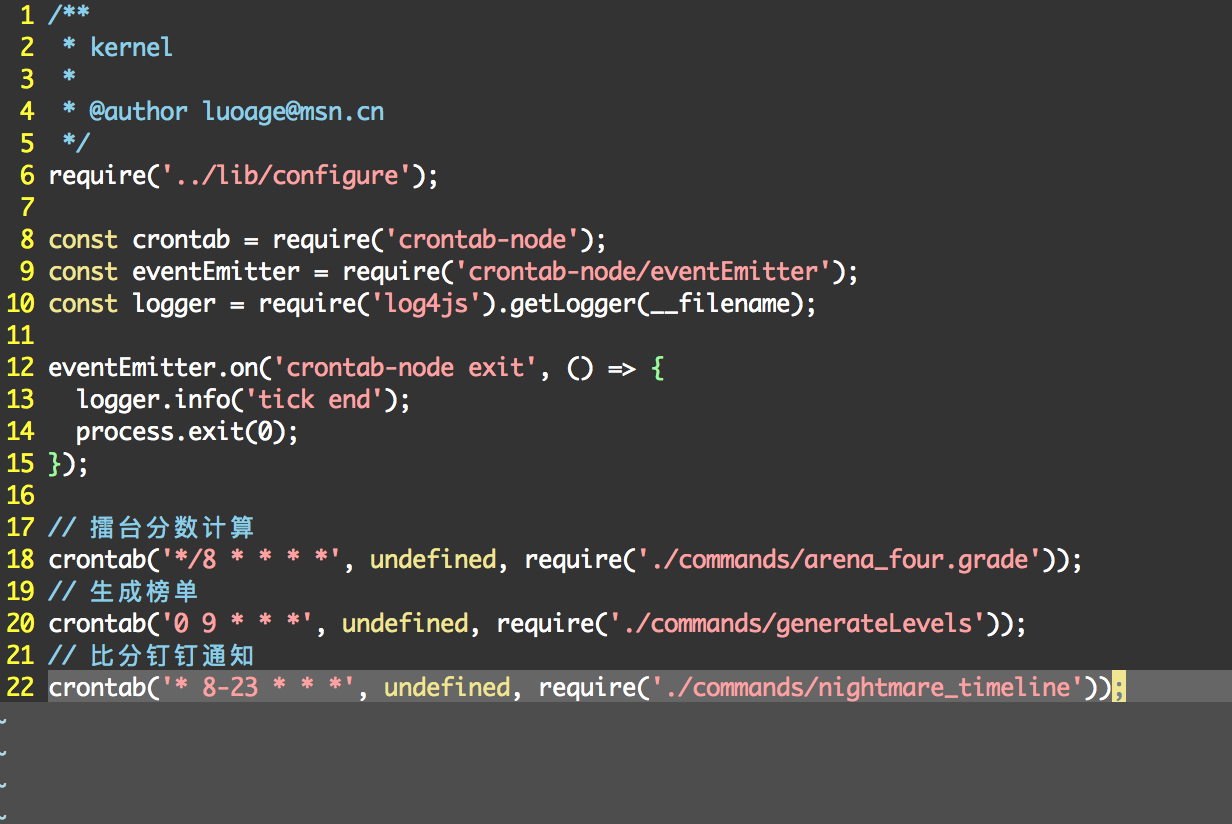 1 /**
2  * kernel
3  *
4  * @author luoage@msn.cn
5  */
6 require('../lib/configure');
7
8 const crontab = require('crontab-node');
9 const eventEmitter = require('crontab-node/eventEmitter');
10 const logger = require('log4js').getLogger(__filename);
11
12 eventEmitter.on('crontab-node exit', () => {
13   logger.info('tick end');
14   process.exit(0);
15 });
16
17 // 擂台分数计算
18 crontab('*/8 * * * *', undefined, require('./commands/arena_four.grade'));
19 // 生成榜单
20 crontab('0 9 * * *', undefined, require('./commands/generateLevels'));
21 // 比分钉钉通知
22 crontab('* 8-23 * * *', undefined, require('./commands/nightmare_timeline'));
~
~
~
~